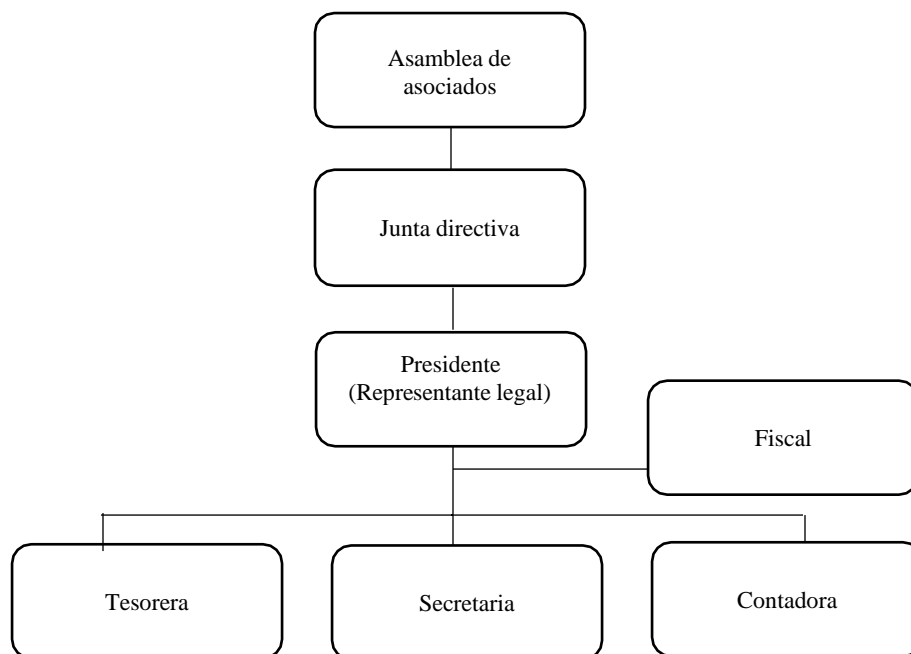 Asamblea de
asociados
Junta directiva
Presidente
(Representante legal)
Fiscal
Tesorera
Secretaria
Contadora